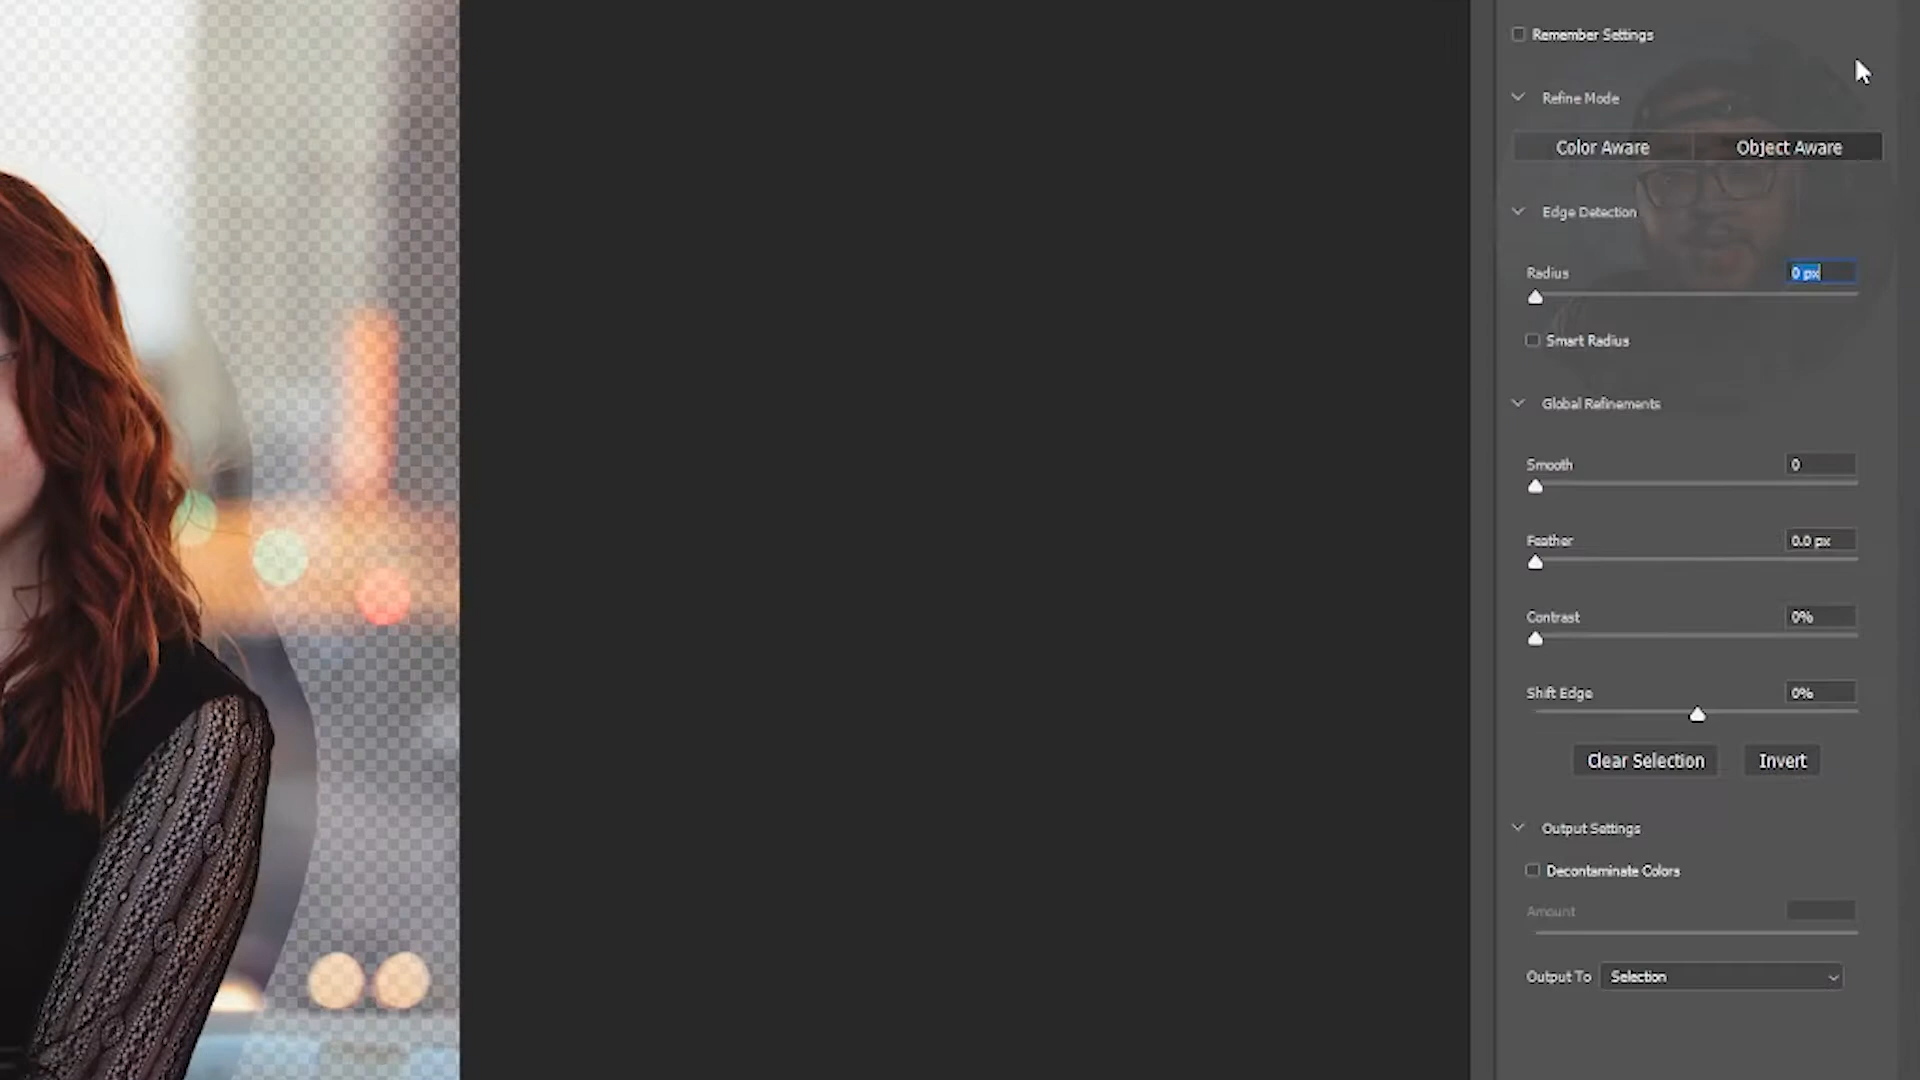 Remember Settings
Refine Mode
Color Aware Object Aware
Edge Detection
Radius 0 px
Smart Radius
Global Refinements
Smooth 0
Feather 0.0 px
Contrast 0%
Shift Edge 0%
Clear Selection Invert
Output Settings
Decontaminate Colors
Amount
Output To Selection